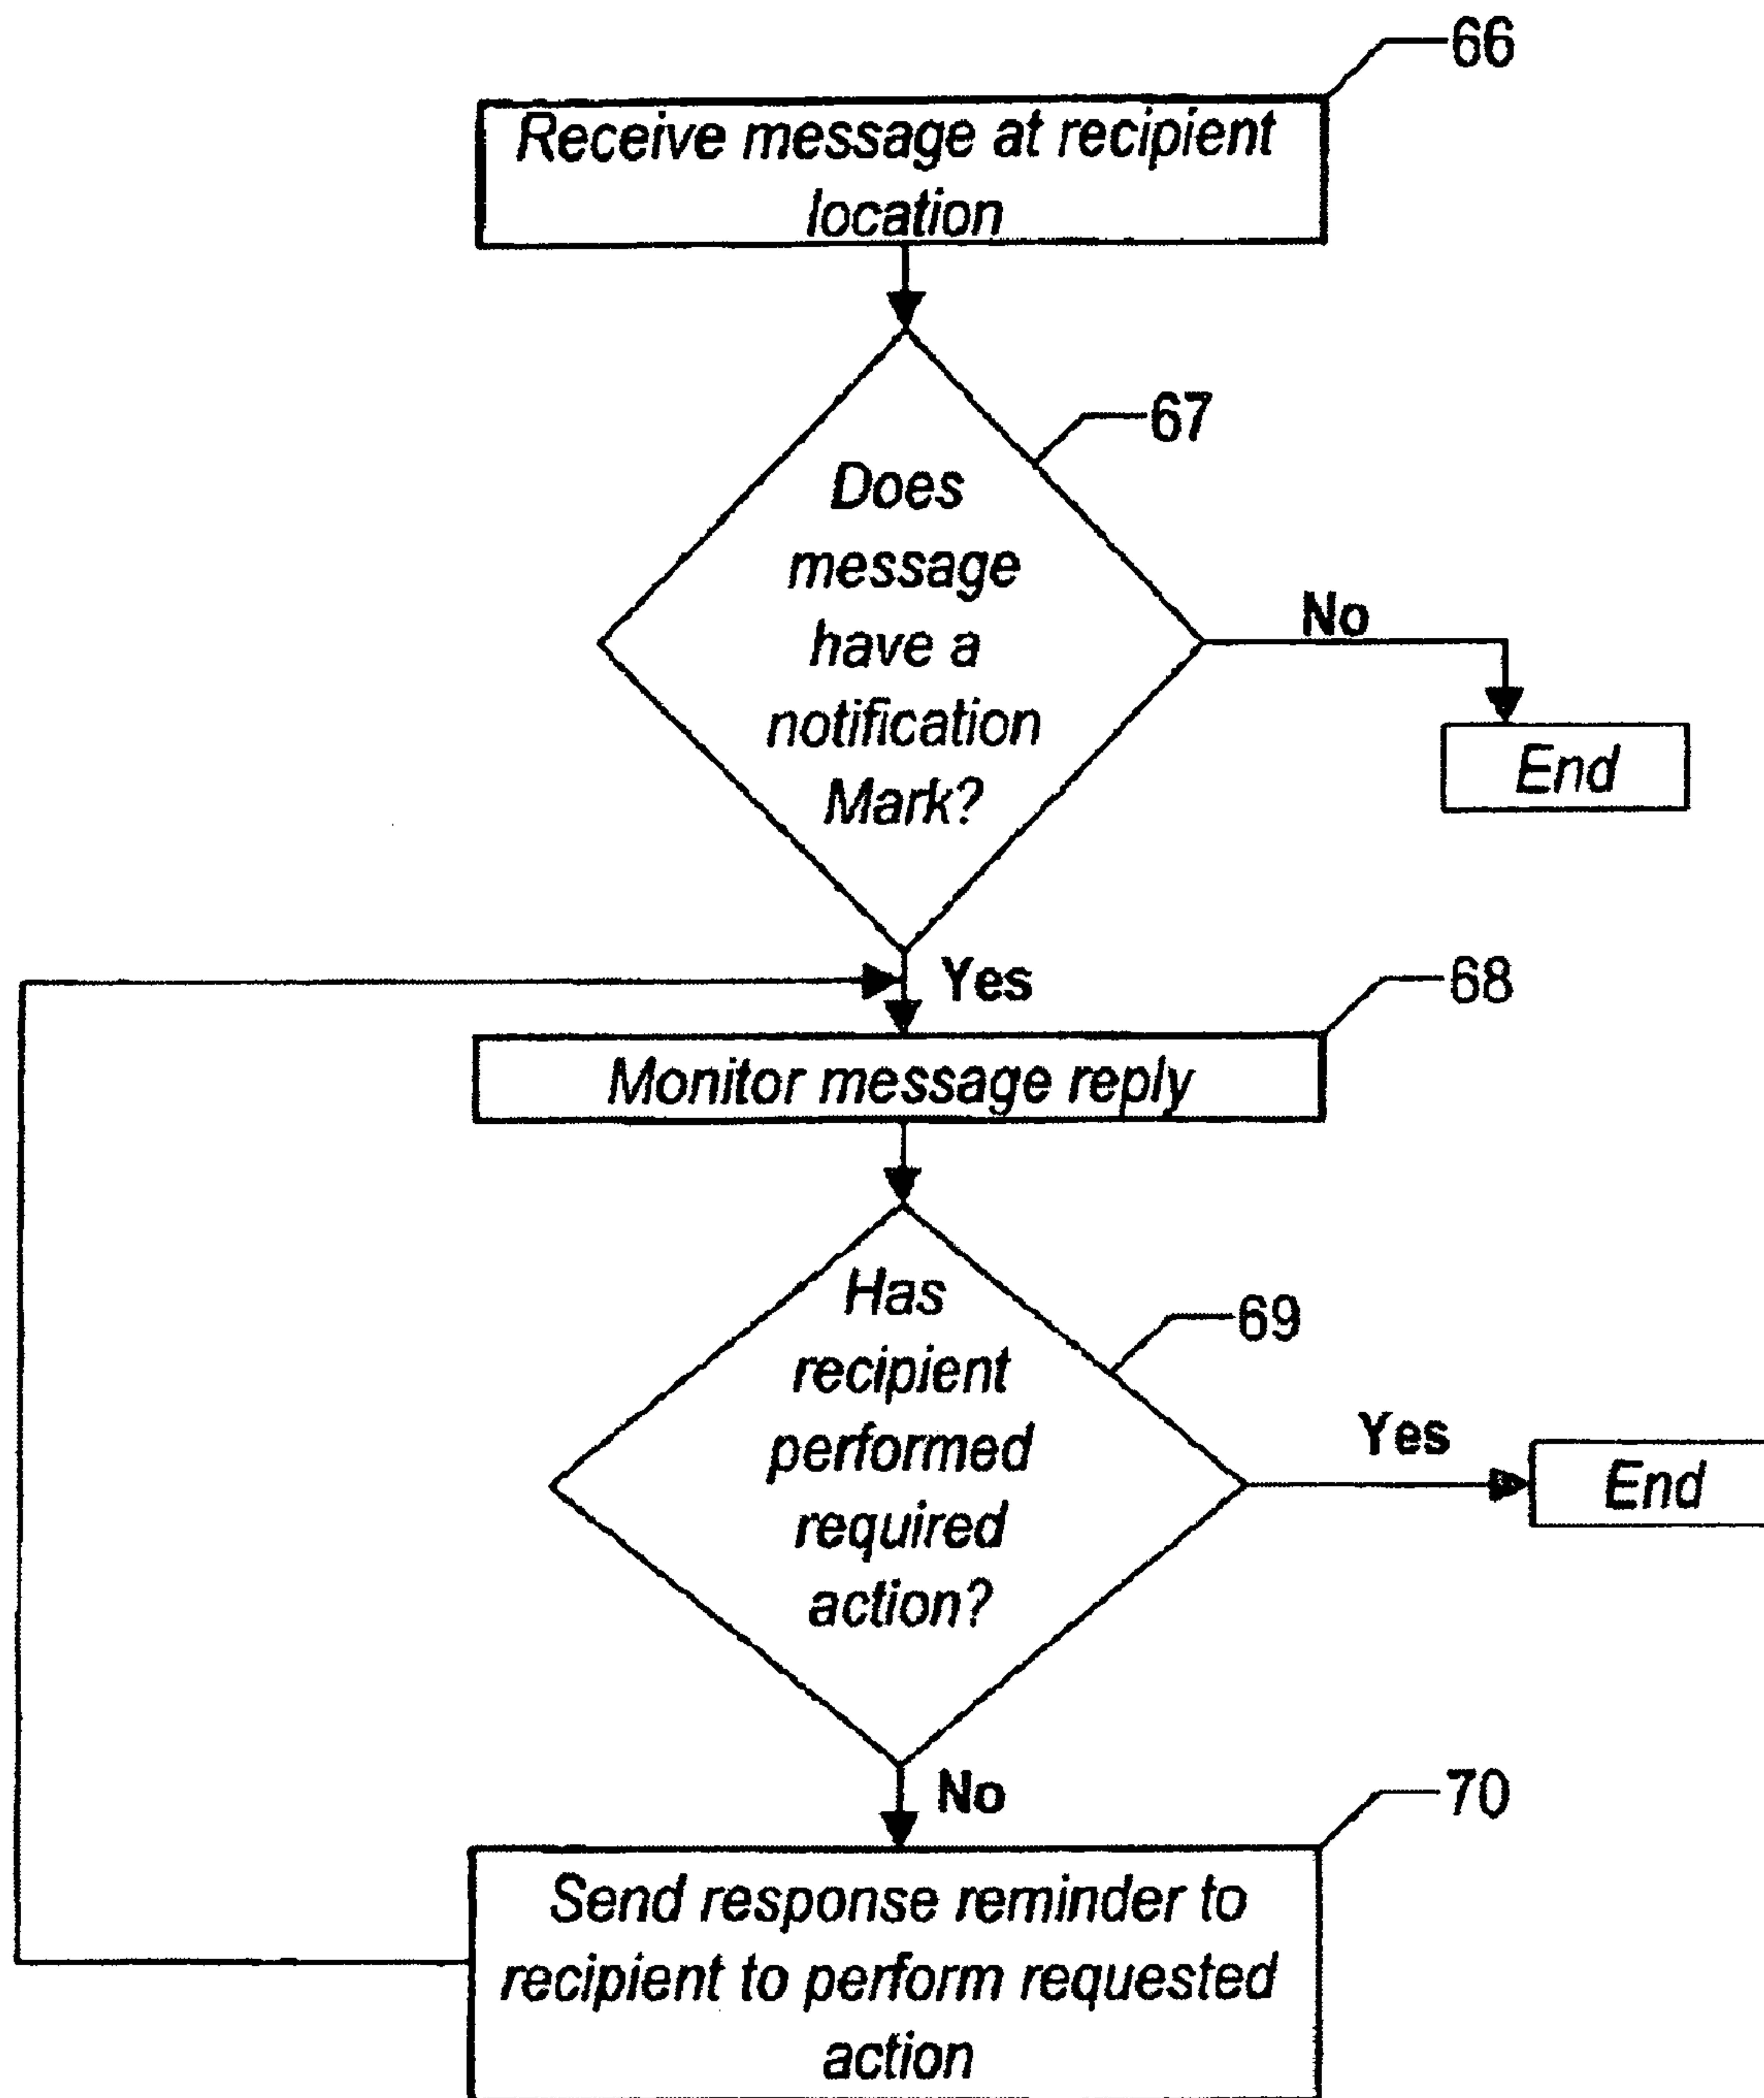 66
Receive message at recipient
location
67
Does
message
have a
notification
Mark?
No
End
Yes
68
Monitor message reply
Has
recipient
performed
required
action?
69
Yes
End
No
70
Send response reminder to
recipient to perform requested
action